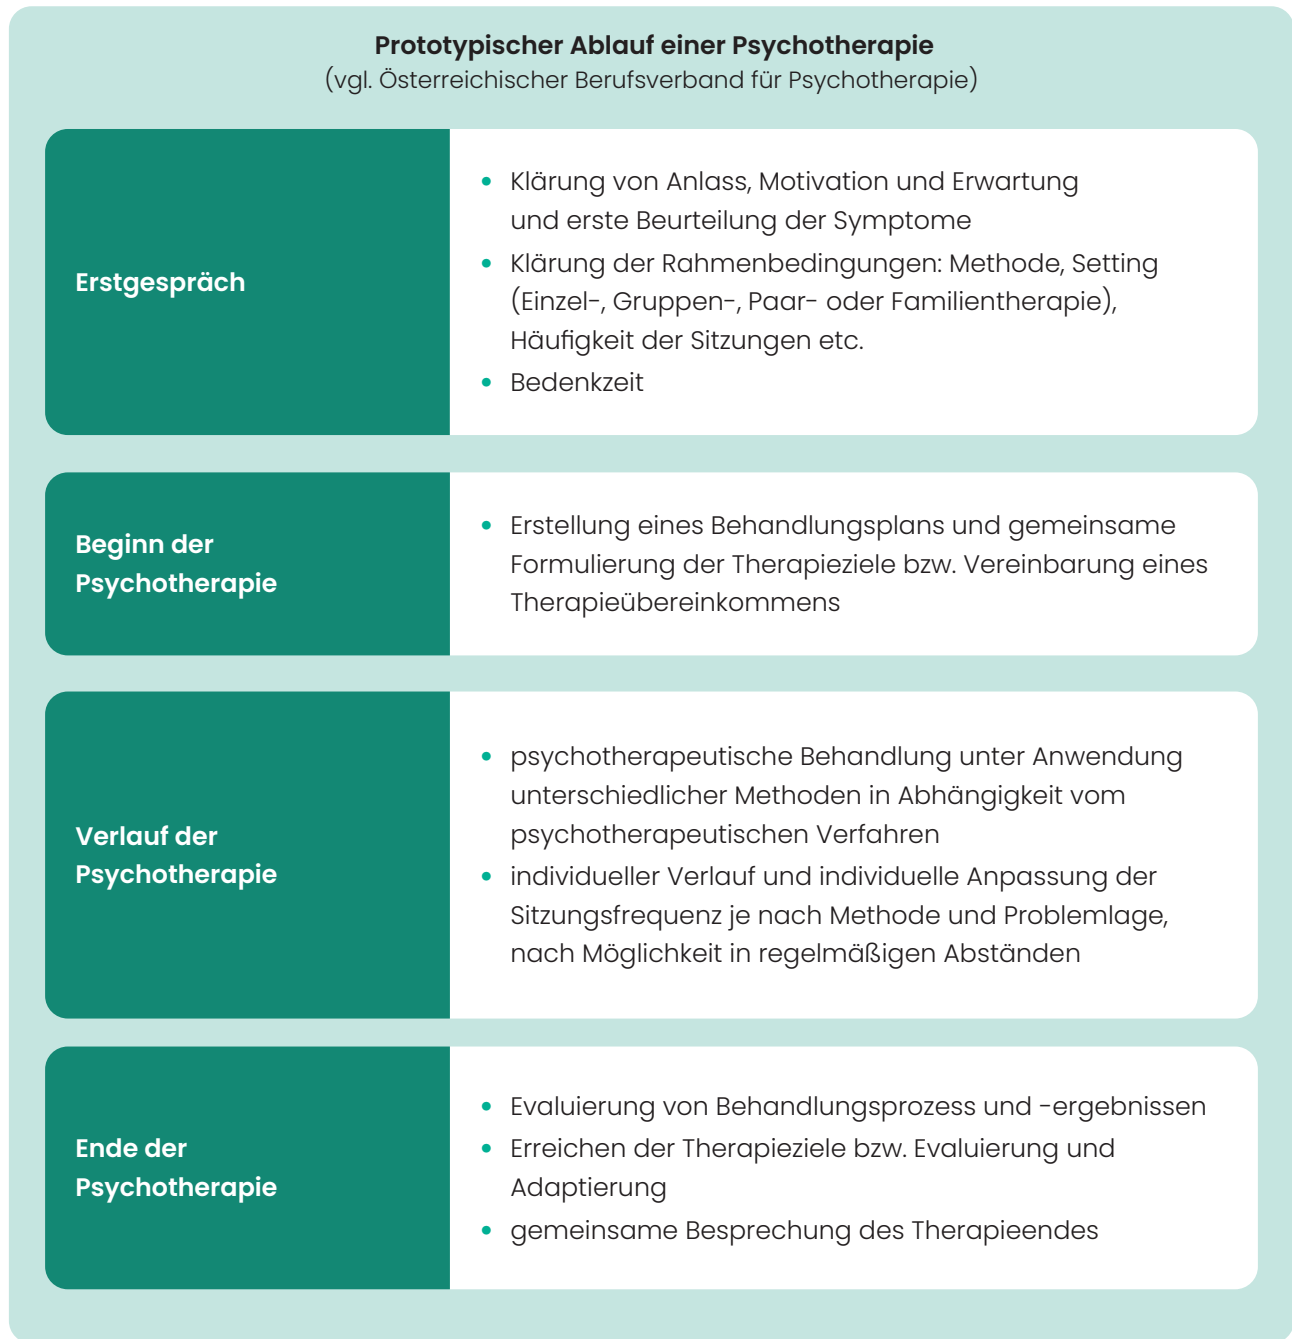 Prototypischer Ablauf einer Psychotherapie
(vgl. Österreichischer Berufsverband für Psychotherapie)
Erstgespräch
• Klärung von Anlass, Motivation und Erwartung
und erste Beurteilung der Symptome
• Klärung der Rahmenbedingungen: Methode, Setting
(Einzel-, Gruppen-, Paar- oder Familientherapie),
Häufigkeit der Sitzungen etc.
• Bedenkzeit
Beginn der
Psychotherapie
• Erstellung eines Behandlungsplans und gemeinsame
Formulierung der Therapieziele bzw. Vereinbarung eines
Therapieübereinkommens
Verlauf der
Psychotherapie
• psychotherapeutische Behandlung unter Anwendung
unterschiedlicher Methoden in Abhängigkeit vom
psychotherapeutischen Verfahren
• individueller Verlauf und individuelle Anpassung der
Sitzungsfrequenz je nach Methode und Problemlage,
nach Möglichkeit in regelmäßigen Abständen
Ende der
Psychotherapie
• Evaluierung von Behandlungsprozess und -ergebnissen
• Erreichen der Therapieziele bzw. Evaluierung und
Adaptierung
• gemeinsame Besprechung des Therapieendes